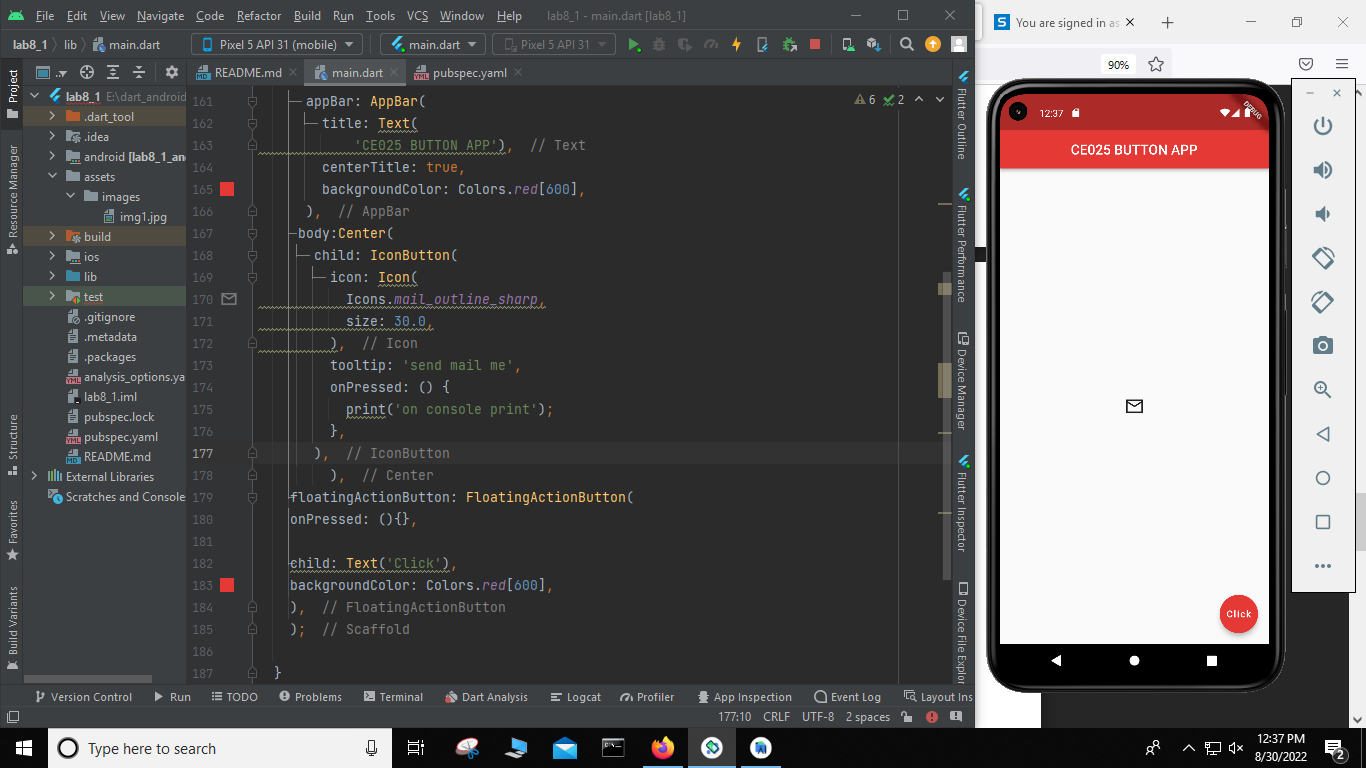 File Edit View Navigate Code Refactor Build Run Tools VCS Window Help lab8_1 - main.dart [lab8_1]
lab8_1 lib main.dart Pixel 5 API 31 (mobile) main.dart Pixel 5 API 31
Project
Resource Manager
Structure
Favorites
Build Variants
lab8_1 E:\dart_android
.dart_tool
.idea
android [lab8_1_an
assets
images
img1.jpg
build
ios
lib
test
.gitignore
.metadata
.packages
analysis_options.ya
lab8_1.iml
pubspec.lock
pubspec.yaml
README.md
External Libraries
Scratches and Console
README.md main.dart pubspec.yaml
6 2
161 appBar: AppBar(
162 title: Text(
163 'CE025 BUTTON APP'), // Text
164 centerTitle: true,
165 backgroundColor: Colors.red[600],
166 ), // AppBar
167 body:Center(
168 child: IconButton(
169 icon: Icon(
170 Icons.mail_outline_sharp,
171 size: 30.0,
172 ), // Icon
173 tooltip: 'send mail me',
174 onPressed: () {
175 print('on console print');
176 },
177 ), // IconButton
178 ), // Center
179 floatingActionButton: FloatingActionButton(
180 onPressed: (){},
181
182 child: Text('Click'),
183 backgroundColor: Colors.red[600],
184 ), // FloatingActionButton
185 ); // Scaffold
186
187 }
Flutter Outline
Flutter Performance
Device Manager
Flutter Inspector
Device File Explor
Version Control Run TODO Problems Terminal Dart Analysis Logcat Profiler App Inspection Event Log Layout Ins
177:10 CRLF UTF-8 2 spaces
You are signed in as
90%
12:37
DEBUG
CE025 BUTTON APP
Click
Type here to search
12:37 PM
8/30/2022
2